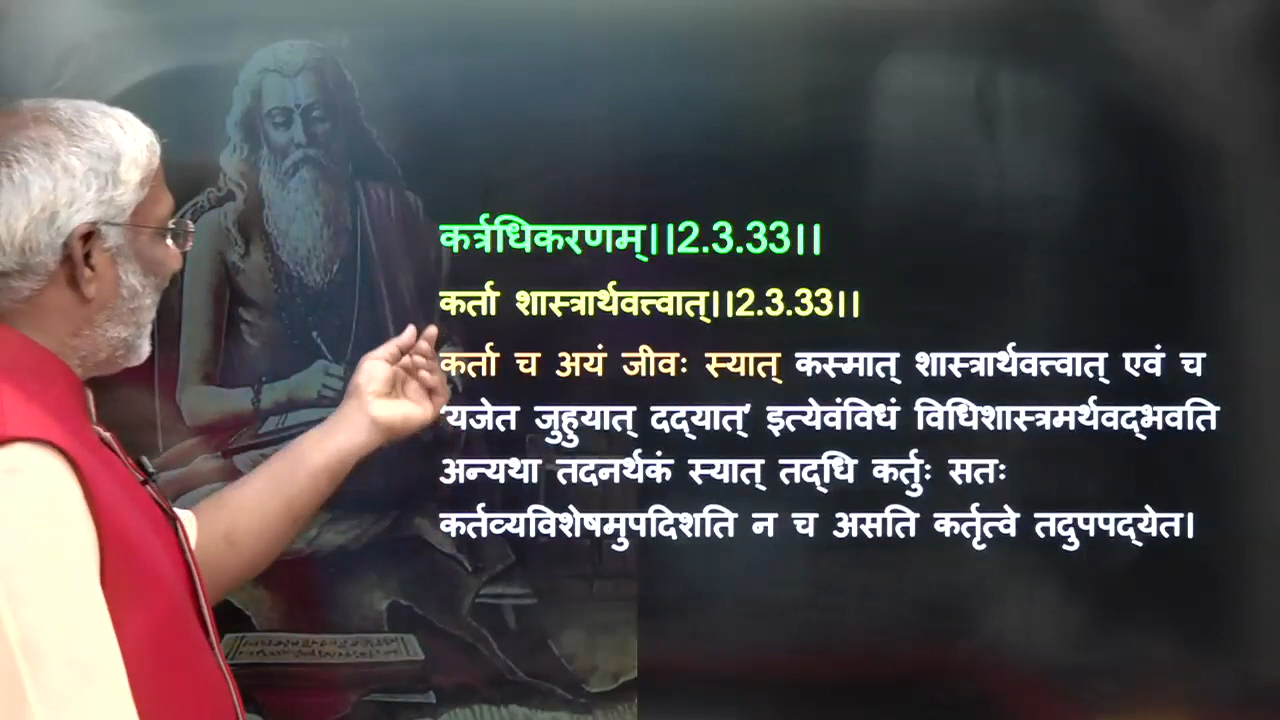 कर्त्रधिकरणम्।।2.3.33।।
कर्ता शास्त्रार्थवत्त्वात्।।2.3.33।।
कर्ता च अयं जीवः स्यात् कस्मात् शास्त्रार्थवत्त्वात् एवं च
'यजेत जुहुयात् दद्यात्' इत्येवंविधं विधिशास्त्रमर्थवद्भवति
अन्यथा तदनर्थकं स्यात् तद्धि कर्तुः सतः
कर्तव्यविशेषमुपदिशति न च असति कर्तृत्वे तदुपपद्येत।